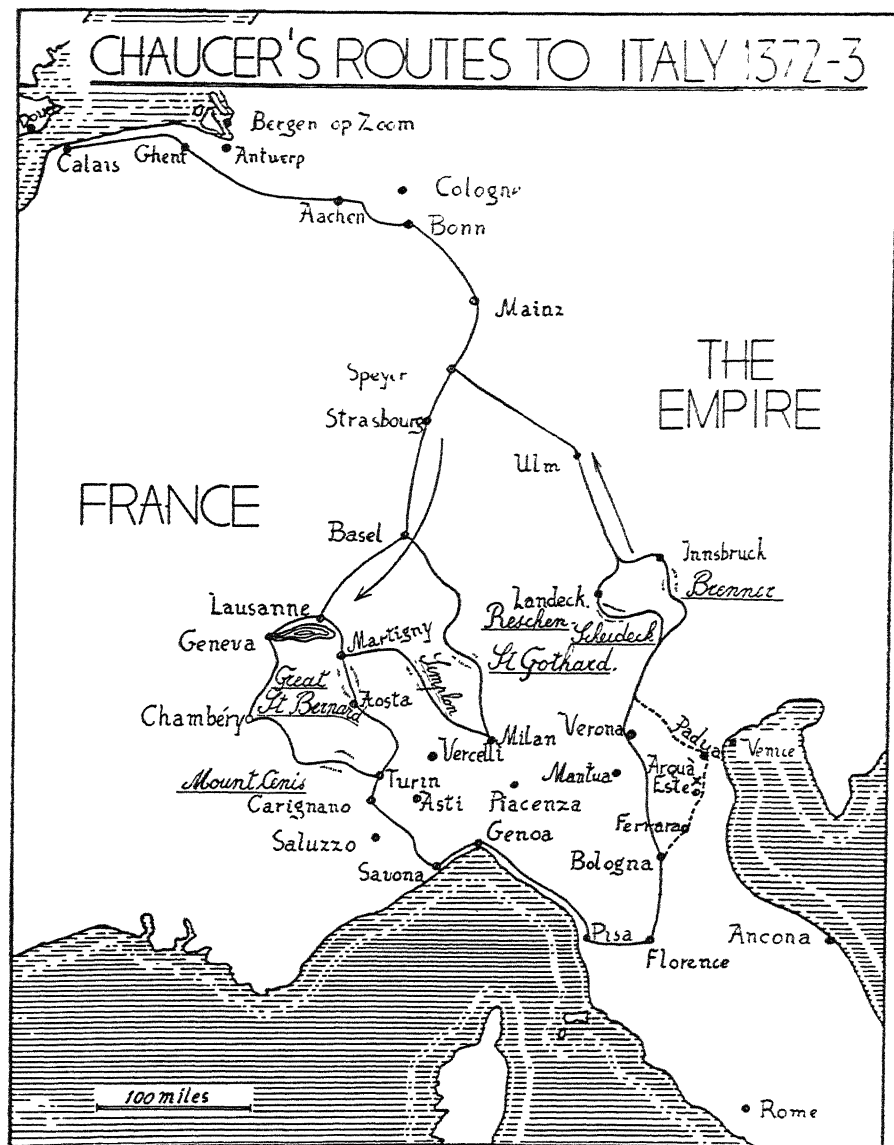 CHAUCER'S ROUTES TO ITALY 1372-3
Bergen op Zoom
Calais
Ghent
Antwerp
Cologne
Aachen
Bonn
Mainz
THE
EMPIRE
Speyer
Strasbourg
Ulm
FRANCE
Basel
Innsbruck
Brenner
Landeck
Reschen
Scheideck
Lausanne
Geneva
Martigny
St Gothard.
Simplon
Great
St Bernard
Aosta
Chambéry
Milan
Verona
Padua
Venice
Vercelli
Mantua
Arqua
Este
Turin
Mount Cenis
Carignano
Asti
Piacenza
Saluzzo
Genoa
Ferrara
Bologna
Savona
Pisa
Florence
Ancona
100 miles
Rome